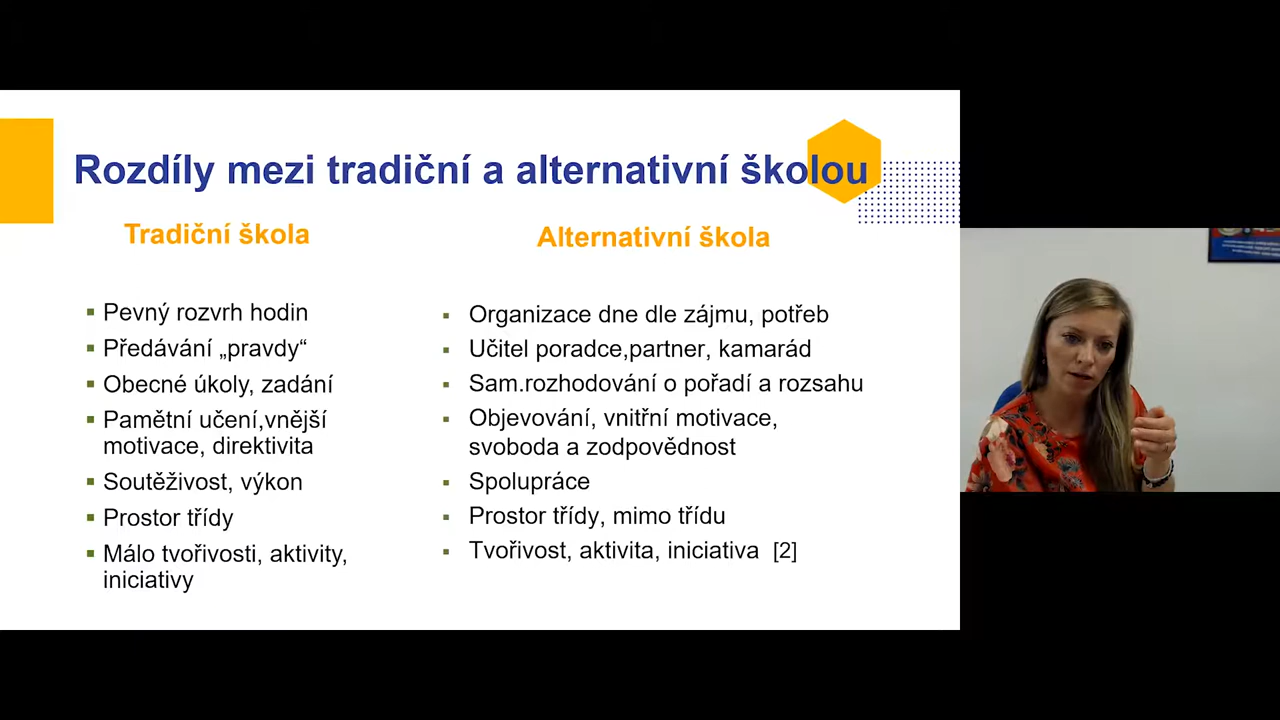 Rozdíly mezi tradiční a alternativní školou
Tradiční škola
Pevný rozvrh hodin
Předávání „pravdy“
Obecné úkoly, zadání
Pamětní učení,vnější
motivace, direktivita
Soutěživost, výkon
Prostor třídy
Málo tvořivosti, aktivity,
iniciativy
Alternativní škola
Organizace dne dle zájmu, potřeb
Učitel poradce,partner, kamarád
Sam.rozhodování o pořadí a rozsahu
Objevování, vnitřní motivace,
svoboda a zodpovědnost
Spolupráce
Prostor třídy, mimo třídu
Tvořivost, aktivita, iniciativa [2]